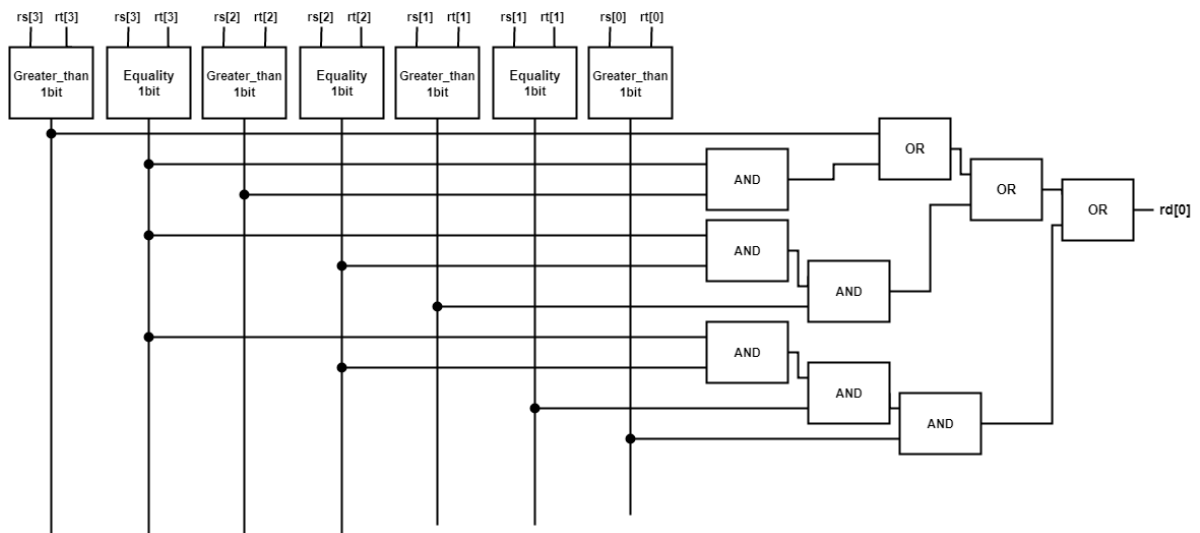 rs[3] rt[3] rs[3] rt[3] rs[2] rt[2] rs[2] rt[2] rs[1] rt[1] rs[1] rt[1] rs[0] rt[0]
Greater_than
1bit
Equality
1bit
Greater_than
1bit
Equality
1bit
Greater_than
1bit
Equality
1bit
Greater_than
1bit
OR
AND
OR
OR
rd[0]
AND
AND
AND
AND
AND